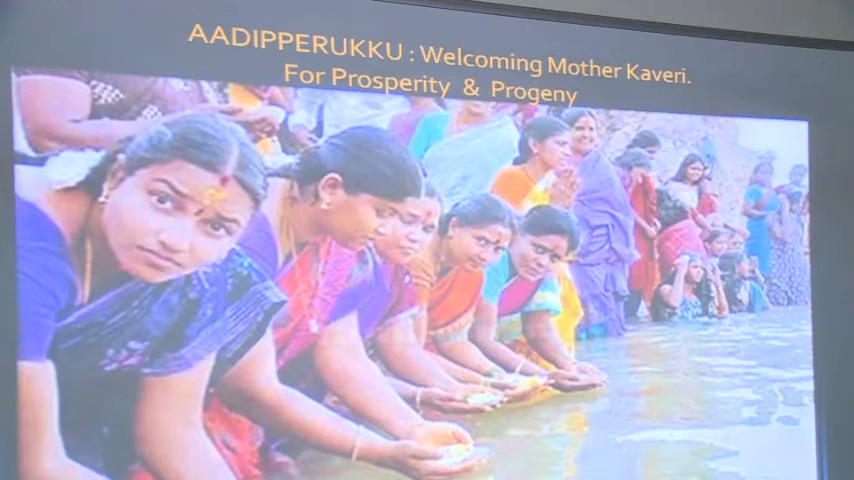 AADIPPERUKKU : Welcoming Mother Kaveri.
For Prosperity & Progeny